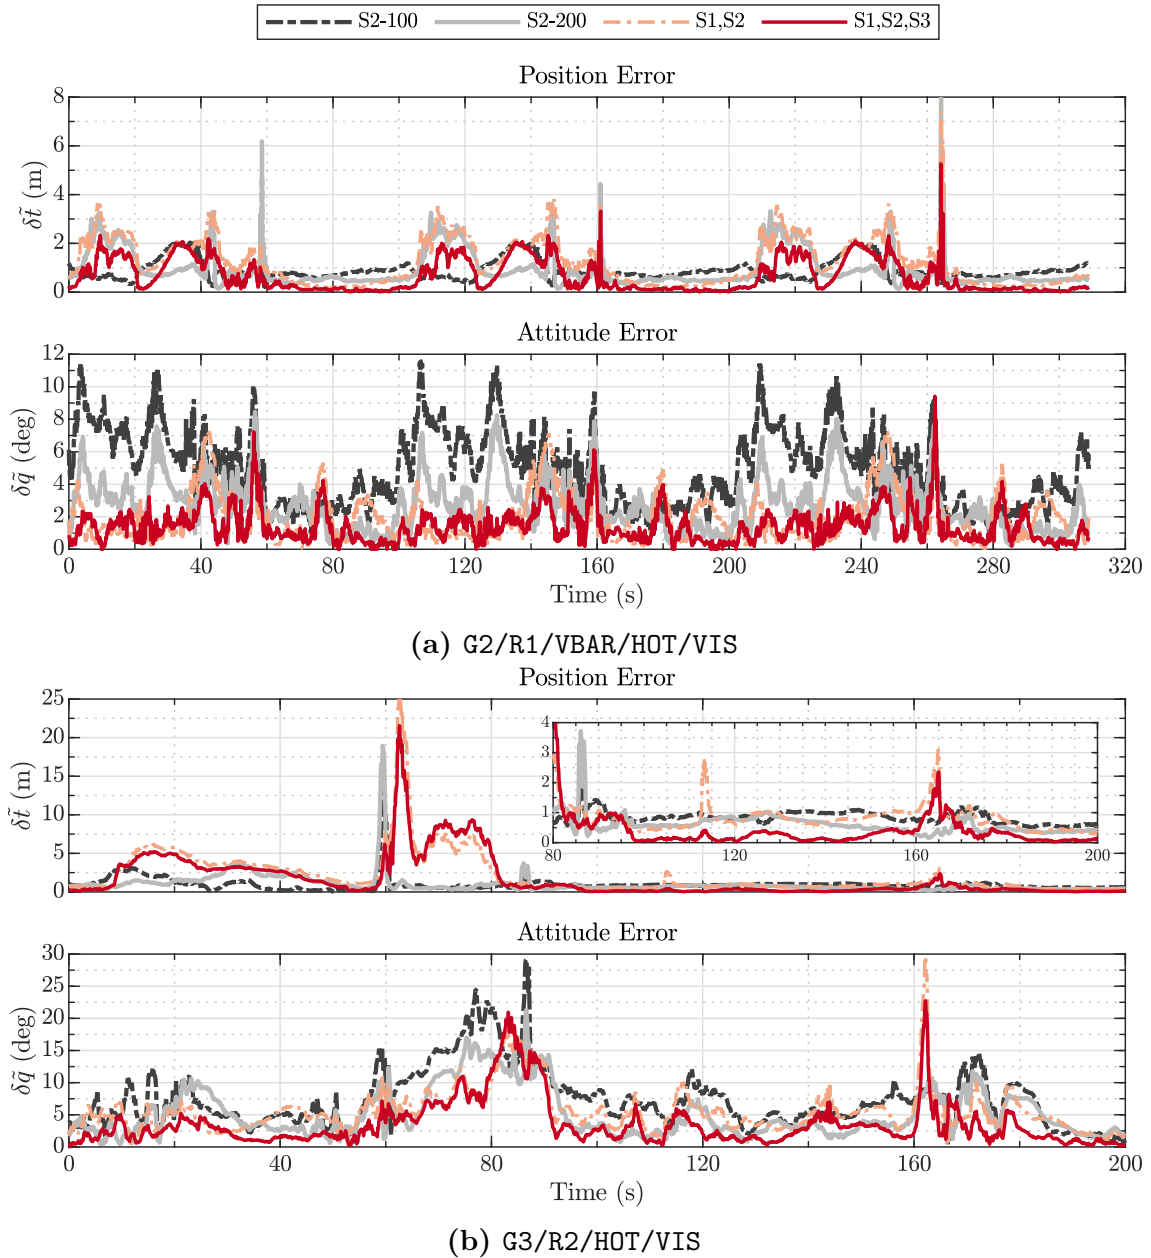 S2-100 S2-200 S1,S2 S1,S2,S3
Position Error
8
6
4
2
0
δt̃ (m)
Attitude Error
12
10
8
6
4
2
0
δq̃ (deg)
0 40 80 120 160 200 240 280 320
Time (s)
(a) G2/R1/VBAR/HOT/VIS
Position Error
25
20
15
10
5
0
δt̃ (m)
4
3
2
1
0
80 120 160 200
Attitude Error
30
25
20
15
10
5
0
δq̃ (deg)
0 40 80 120 160 200
Time (s)
(b) G3/R2/HOT/VIS